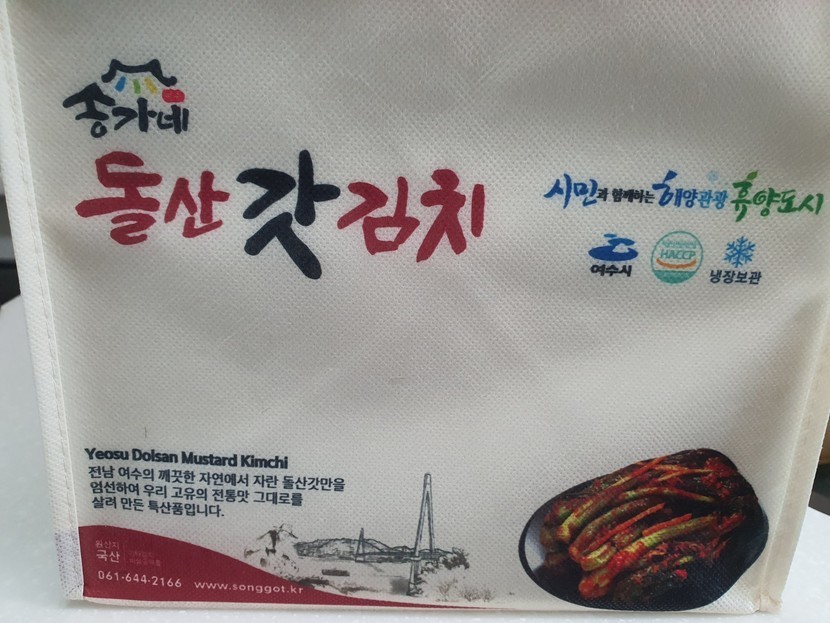 송가네
돌산 갓 김치
시민과 함께하는 해양관광 휴양도시
여수시
HACCP
냉장보관
Yeosu Dolsan Mustard Kimchi
전남 여수의 깨끗한 자연에서 자란 돌산갓만을
엄선하여 우리 고유의 전통맛 그대로를
살려 만든 특산품입니다.
원산지
국산
061-644-2166 www.songgot.kr